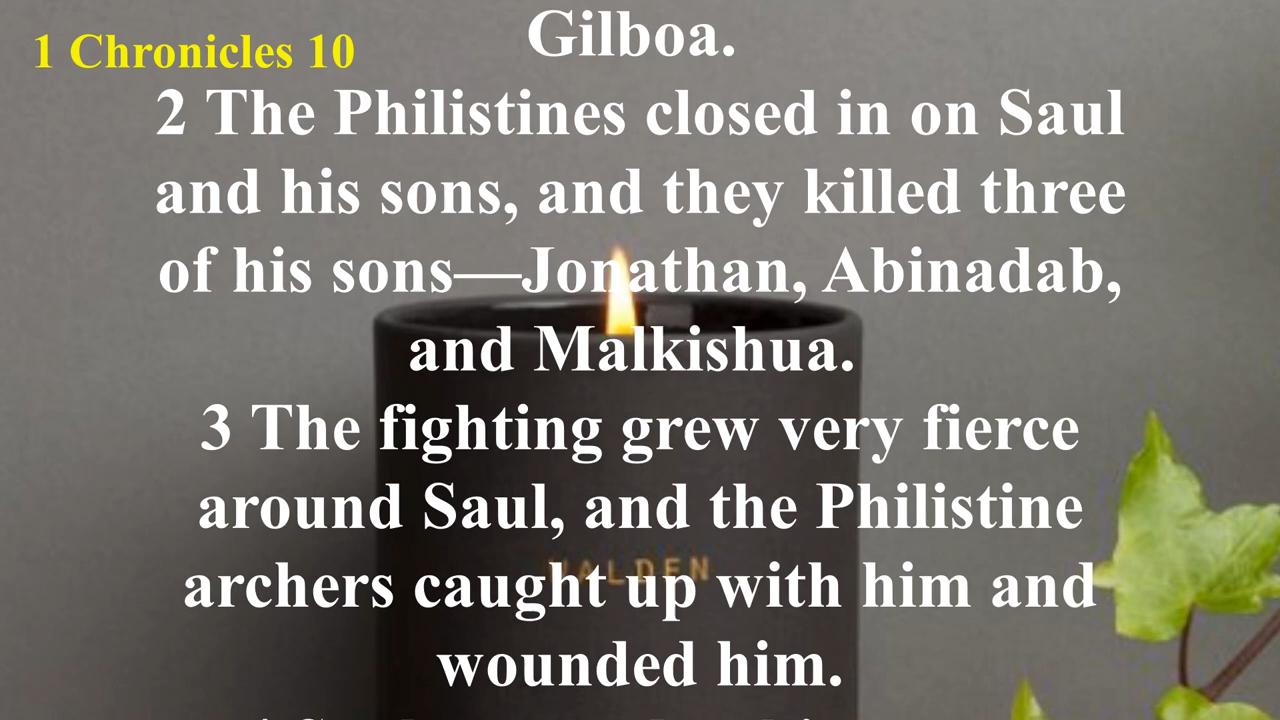 1 Chronicles 10
Gilboa.
2 The Philistines closed in on Saul
and his sons, and they killed three
of his sons—Jonathan, Abinadab,
and Malkishua.
3 The fighting grew very fierce
around Saul, and the Philistine
archers caught up with him and
wounded him.